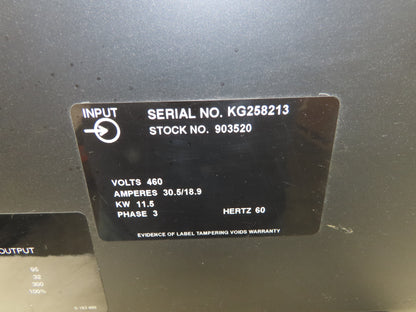 INPUT
SERIAL NO. KG258213
STOCK NO. 903520
VOLTS 460
AMPERES 30.5/18.9
KW 11.5
PHASE 3 HERTZ 60
EVIDENCE OF LABEL TAMPERING VOIDS WARRANTY
OUTPUT
95
32
300
100%